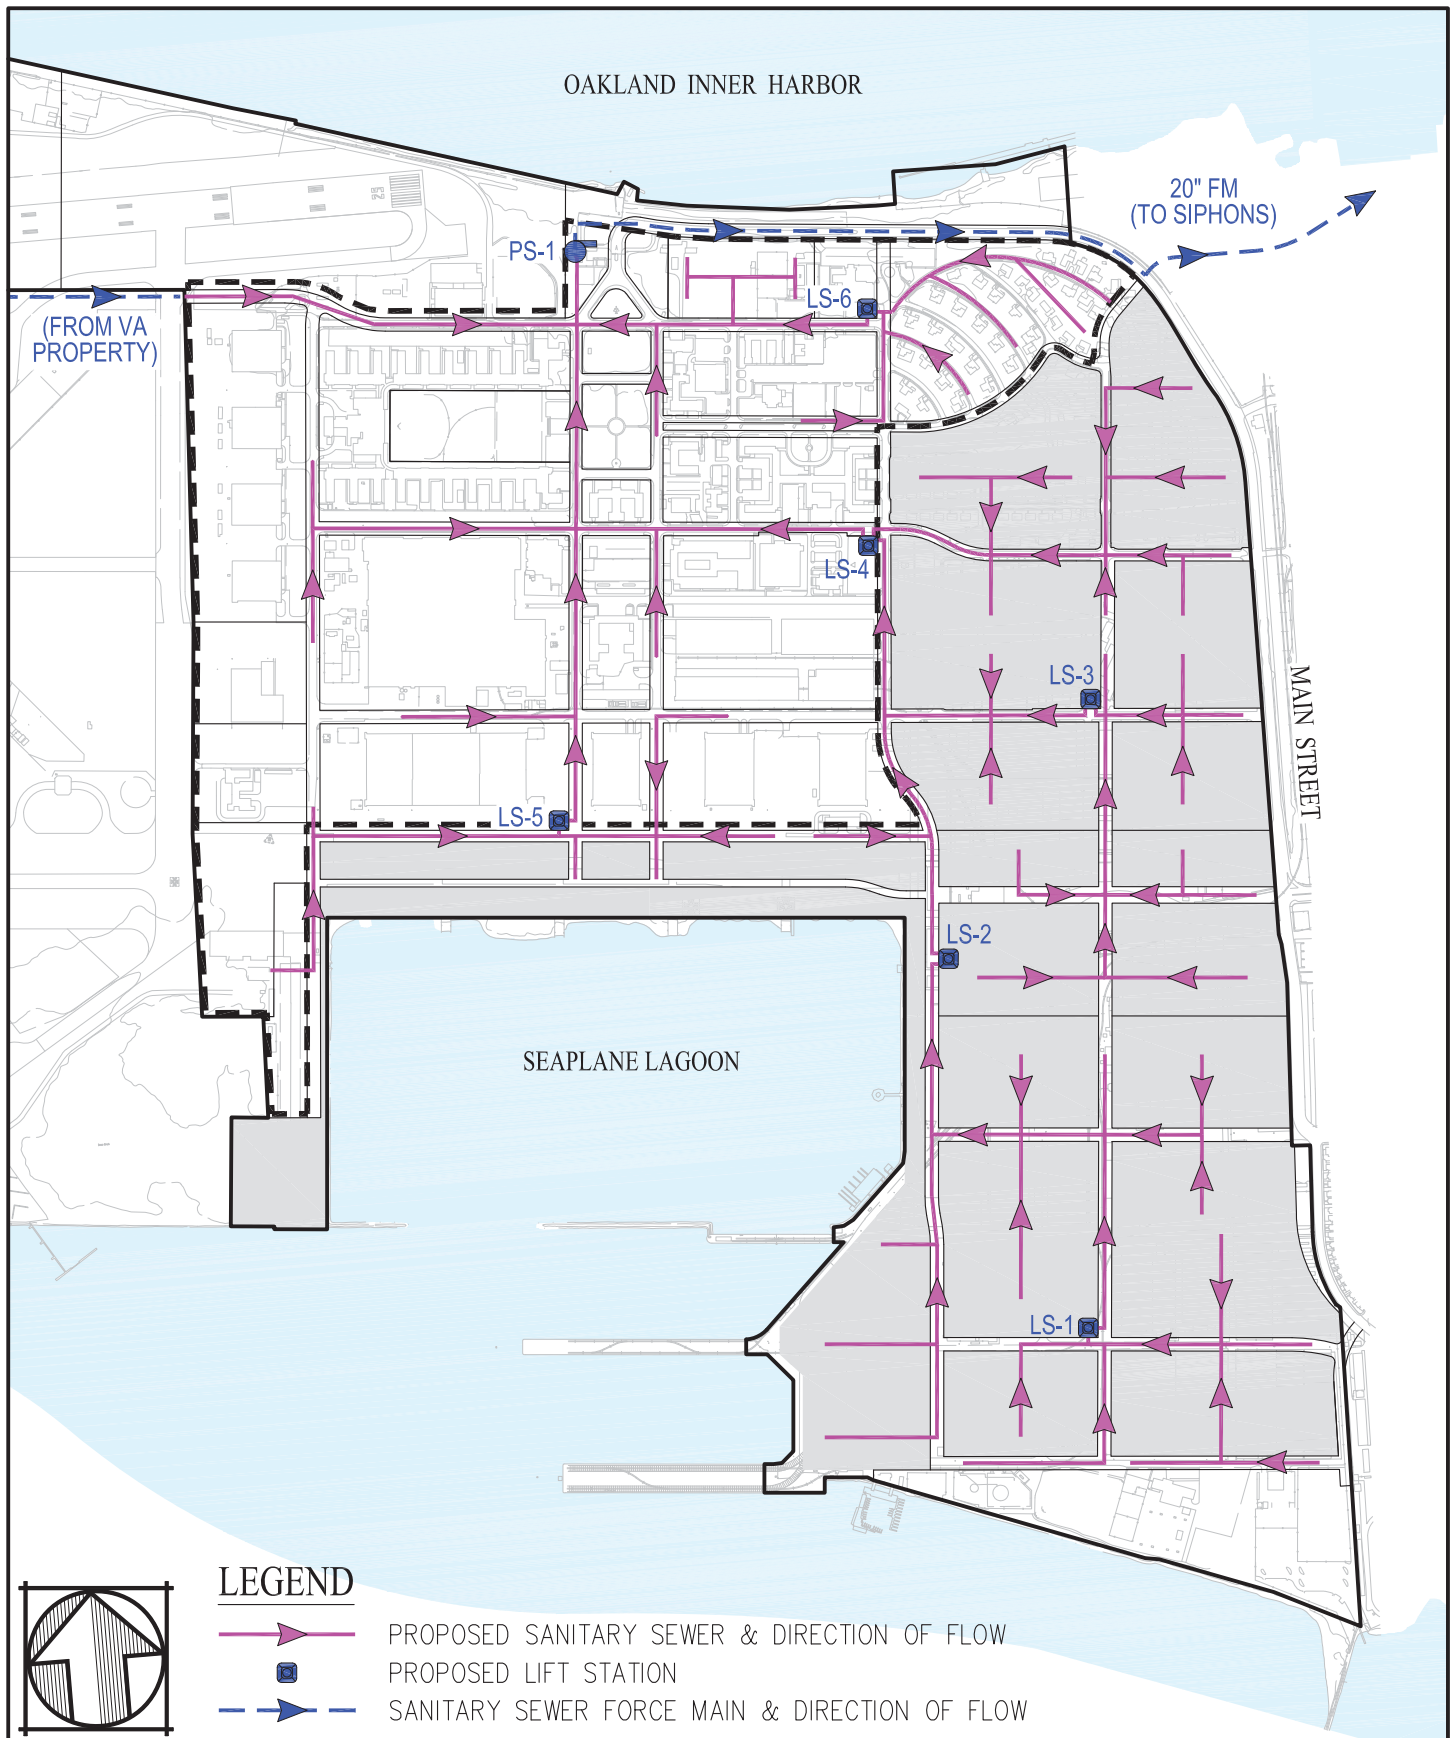 OAKLAND INNER HARBOR
20" FM
(TO SIPHONS)
PS-1
LS-6
(FROM VA
PROPERTY)
LS-4
LS-3
MAIN STREET
LS-5
LS-2
SEAPLANE LAGOON
LS-1
LEGEND
PROPOSED SANITARY SEWER & DIRECTION OF FLOW
PROPOSED LIFT STATION
SANITARY SEWER FORCE MAIN & DIRECTION OF FLOW